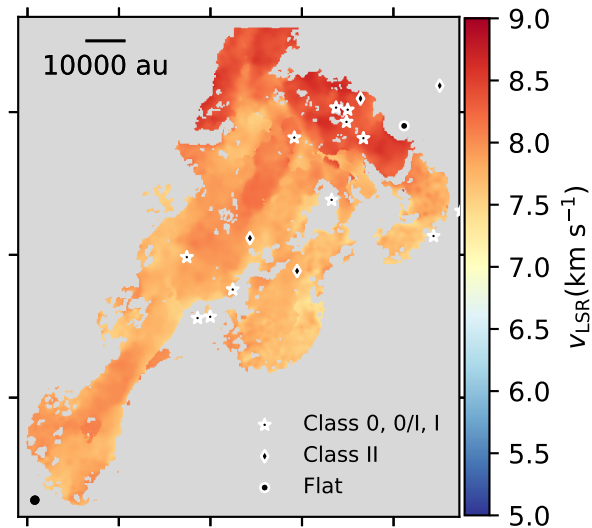 10000 au
Class 0, 0/I, I
Class II
Flat
9.0
8.5
8.0
7.5
7.0
6.5
6.0
5.5
5.0
v_LSR(km s⁻¹)